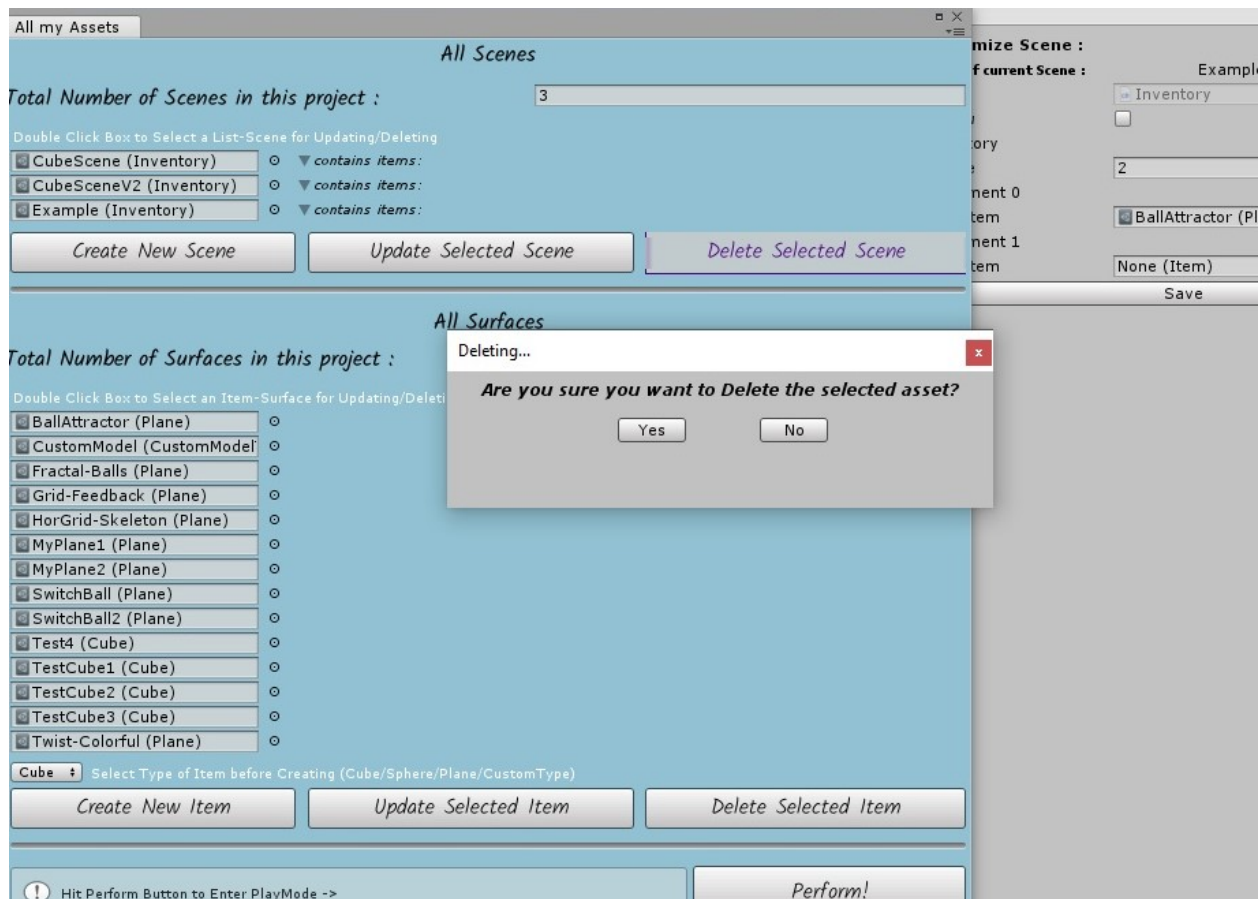 All my Assets
All Scenes
Total Number of Scenes in this project :
3
Double Click Box to Select a List-Scene for Updating/Deleting
CubeScene (Inventory)
contains items:
CubeSceneV2 (Inventory)
contains items:
Example (Inventory)
contains items:
Create New Scene
Update Selected Scene
Delete Selected Scene
All Surfaces
Total Number of Surfaces in this project :
Double Click Box to Select an Item-Surface for Updating/Deleti
BallAttractor (Plane)
CustomModel (CustomModel
Fractal-Balls (Plane)
Grid-Feedback (Plane)
HorGrid-Skeleton (Plane)
MyPlane1 (Plane)
MyPlane2 (Plane)
SwitchBall (Plane)
SwitchBall2 (Plane)
Test4 (Cube)
TestCube1 (Cube)
TestCube2 (Cube)
TestCube3 (Cube)
Twist-Colorful (Plane)
Cube
Select Type of Item before Creating (Cube/Sphere/Plane/CustomType)
Create New Item
Update Selected Item
Delete Selected Item
Hit Perform Button to Enter PlayMode ->
Perform!
Deleting...
x
Are you sure you want to Delete the selected asset?
Yes
No
mize Scene :
f current Scene :
Example
Inventory
ory
2
ment 0
tem
BallAttractor (Pl
ment 1
tem
None (Item)
Save